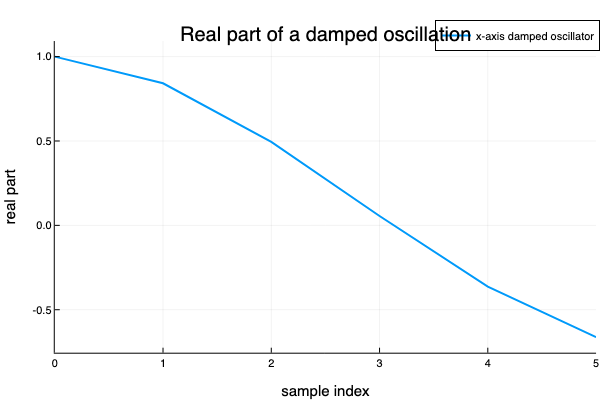 Real part of a damped oscillation
x-axis damped oscillator
1.0
0.5
0.0
-0.5
real part
0 1 2 3 4 5
sample index